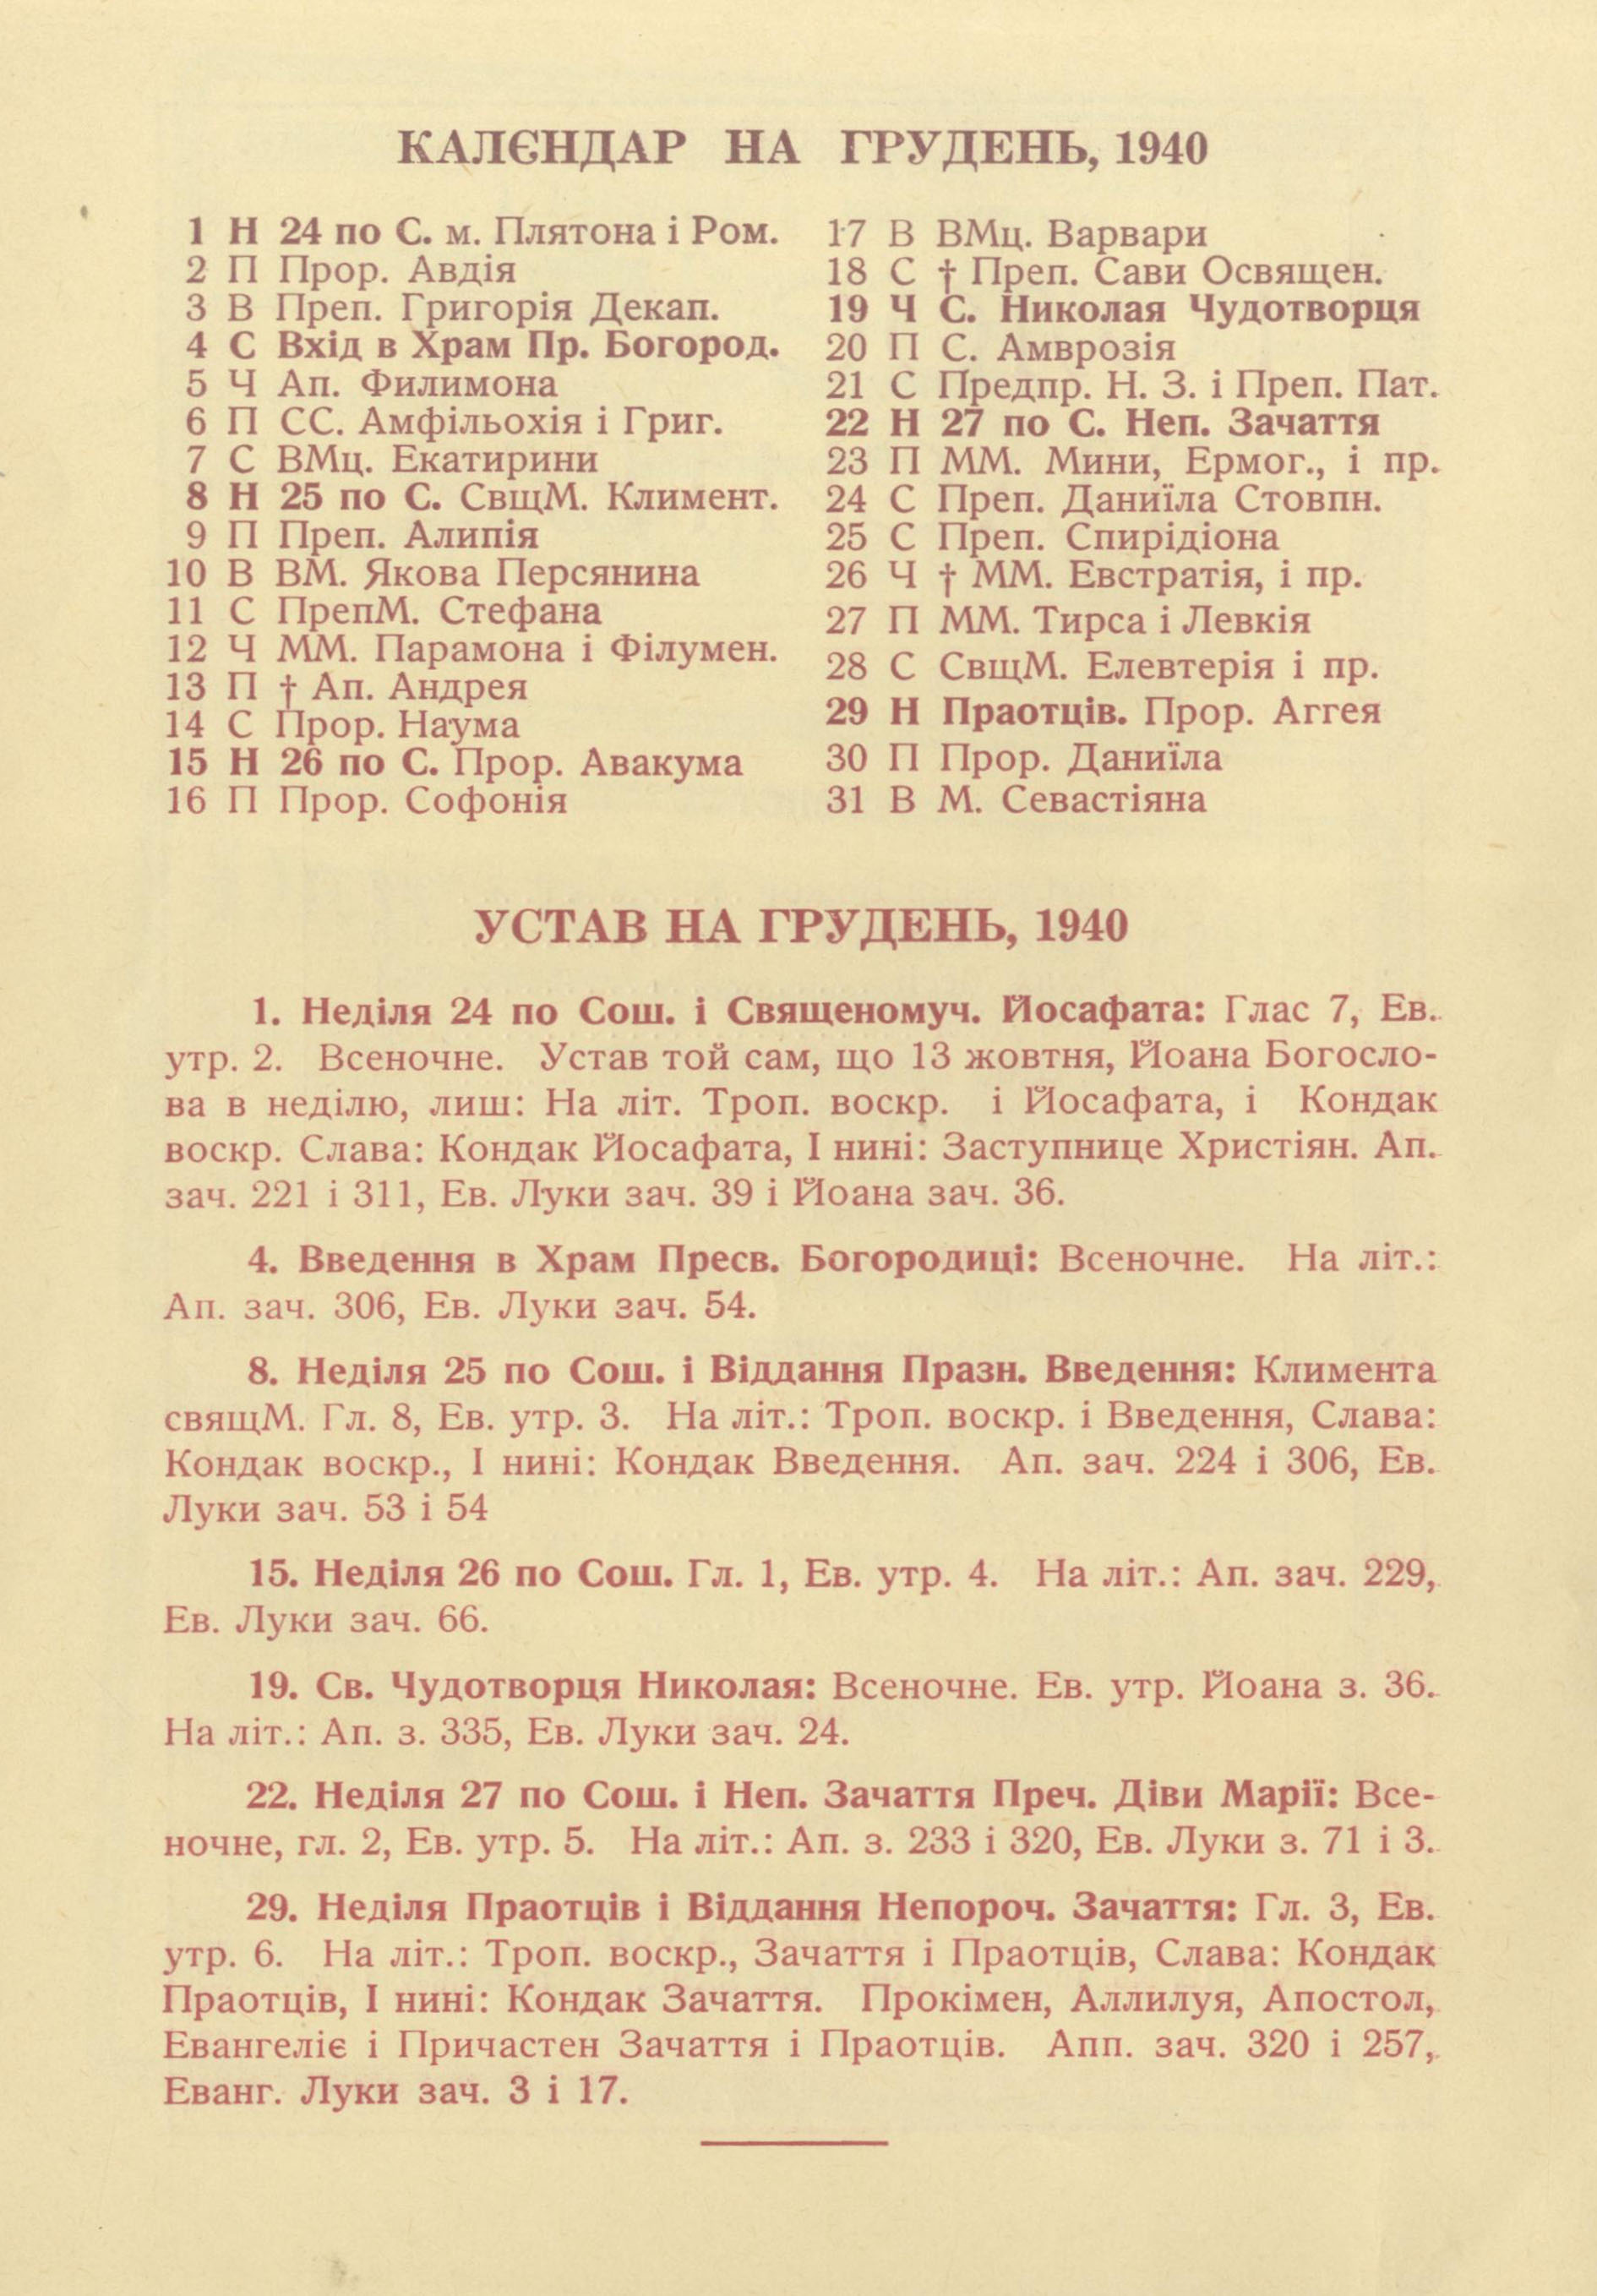 КАЛЄНДАР НА ГРУДЕНЬ, 1940
1 Н 24 по С. м. Плятона і Ром.
2 П Прор. Авдія
3 В Преп. Григорія Декап.
4 С Вхід в Храм Пр. Богород.
5 Ч Ап. Филимона
6 П СС. Амфільохія і Григ.
7 С ВМц. Екатирини
8 Н 25 по С. СвщМ. Климент.
9 П Преп. Алипія
10 В ВМ. Якова Персянина
11 С ПрепМ. Стефана
12 Ч ММ. Парамона і Філумен.
13 П † Ап. Андрея
14 С Прор. Наума
15 Н 26 по С. Прор. Авакума
16 П Прор. Софонія
17 В ВМц. Варвари
18 С † Преп. Сави Освящен.
19 Ч С. Николая Чудотворця
20 П С. Амврозія
21 С Предпр. Н. З. і Преп. Пат.
22 Н 27 по С. Неп. Зачаття
23 П ММ. Мини, Ермог., і пр.
24 С Преп. Даниїла Стовпн.
25 С Преп. Спирідіона
26 Ч † ММ. Евстратія, і пр.
27 П ММ. Тирса і Левкія
28 С СвщМ. Елевтерія і пр.
29 Н Праотців. Прор. Аггея
30 П Прор. Даниїла
31 В М. Севастіяна
УСТАВ НА ГРУДЕНЬ, 1940
1. Неділя 24 по Сош. і Священомуч. Йосафата: Глас 7, Ев.
утр. 2. Всеночне. Устав той сам, що 13 жовтня, Йоана Богосло-
ва в неділю, лиш: На літ. Троп. воскр. і Йосафата, і Кондак
воскр. Слава: Кондак Йосафата, І нині: Заступнице Христіян. Ап.
зач. 221 і 311, Ев. Луки зач. 39 і Йоана зач. 36.
4. Введення в Храм Пресв. Богородиці: Всеночне. На літ.:
Ап. зач. 306, Ев. Луки зач. 54.
8. Неділя 25 по Сош. і Віддання Празн. Введення: Климента
свящМ. Гл. 8, Ев. утр. 3. На літ.: Троп. воскр. і Введення, Слава:
Кондак воскр., І нині: Кондак Введення. Ап. зач. 224 і 306, Ев.
Луки зач. 53 і 54
15. Неділя 26 по Сош. Гл. 1, Ев. утр. 4. На літ.: Ап. зач. 229,
Ев. Луки зач. 66.
19. Св. Чудотворця Николая: Всеночне. Ев. утр. Йоана з. 36.
На літ.: Ап. з. 335, Ев. Луки зач. 24.
22. Неділя 27 по Сош. і Неп. Зачаття Преч. Діви Марії: Все-
ночне, гл. 2, Ев. утр. 5. На літ.: Ап. з. 233 і 320, Ев. Луки з. 71 і 3.
29. Неділя Праотців і Віддання Непороч. Зачаття: Гл. 3, Ев.
утр. 6. На літ.: Троп. воскр., Зачаття і Праотців, Слава: Кондак
Праотців, І нині: Кондак Зачаття. Прокімен, Аллилуя, Апостол,
Евангеліє і Причастен Зачаття і Праотців. Апп. зач. 320 і 257,
Еванг. Луки зач. 3 і 17.